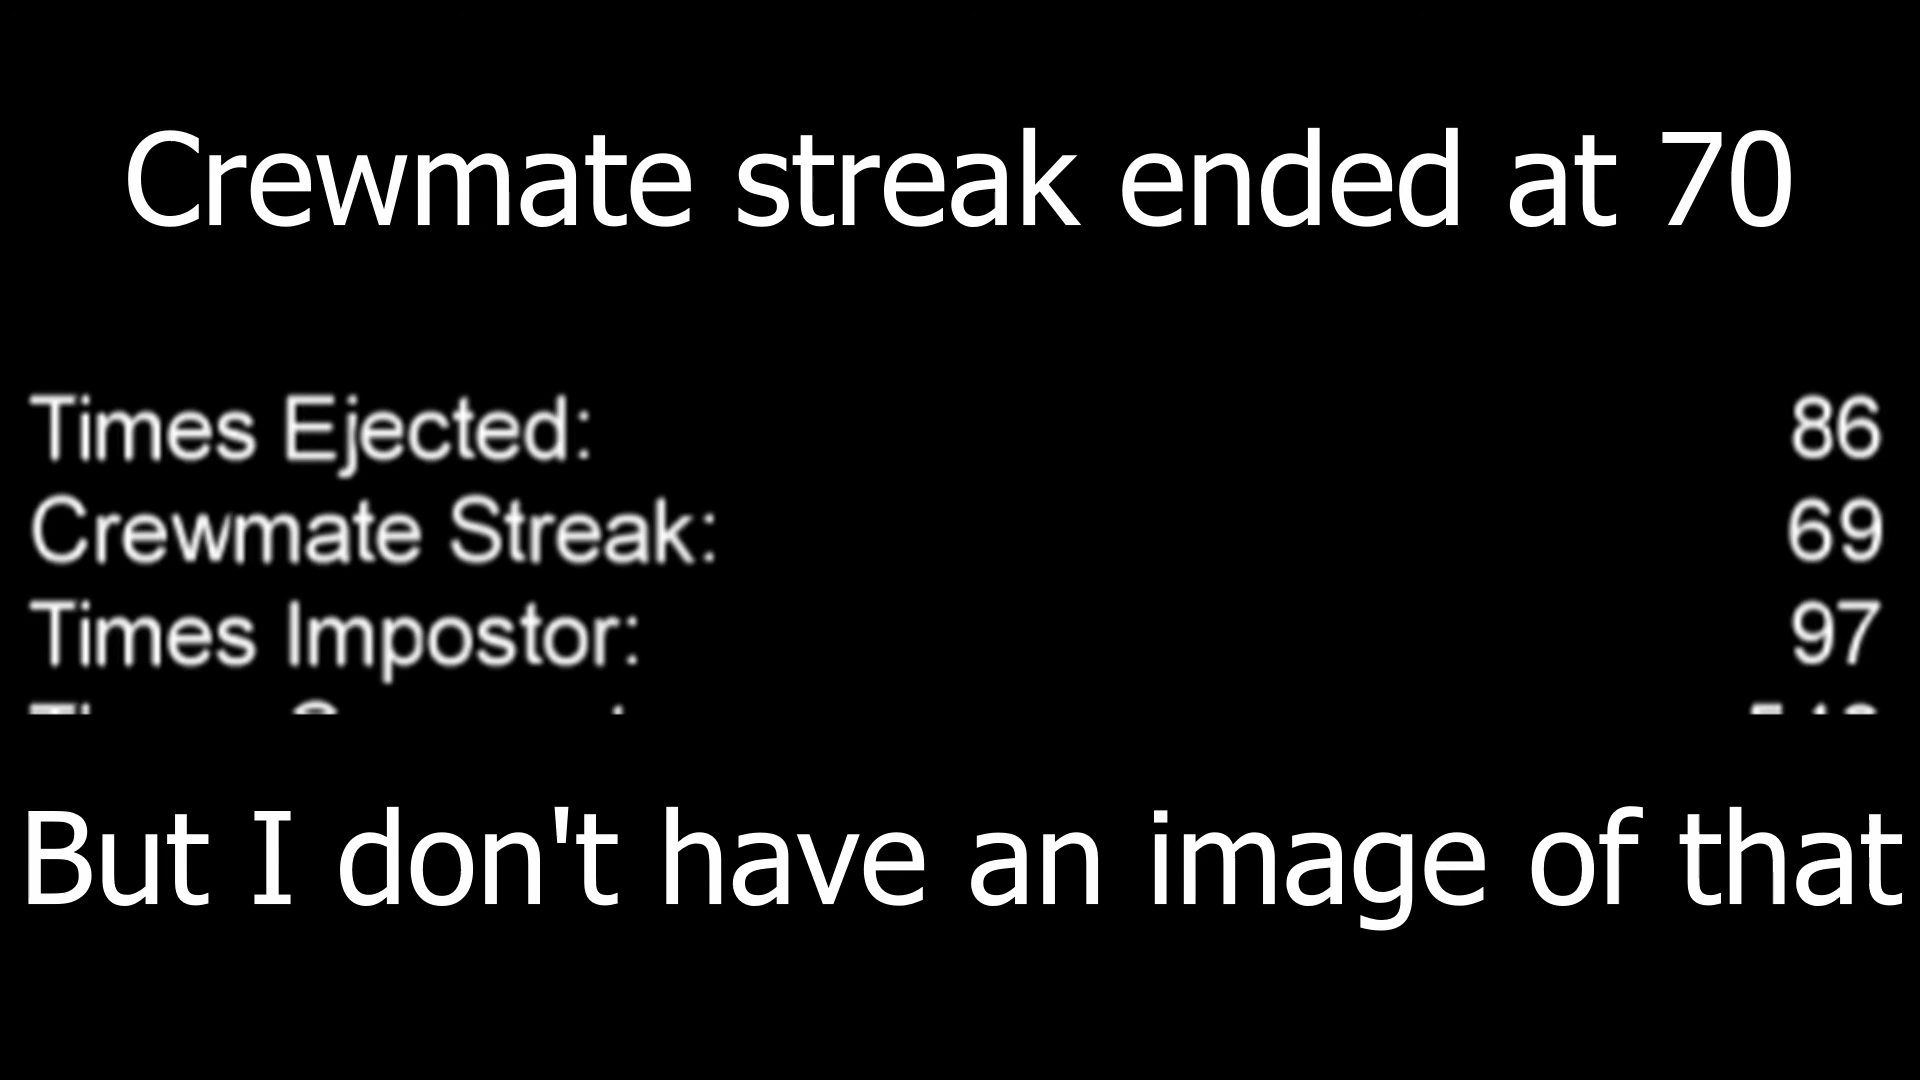 Crewmate streak ended at 70
Times Ejected: 86
Crewmate Streak: 69
Times Impostor: 97
But I don't have an image of that